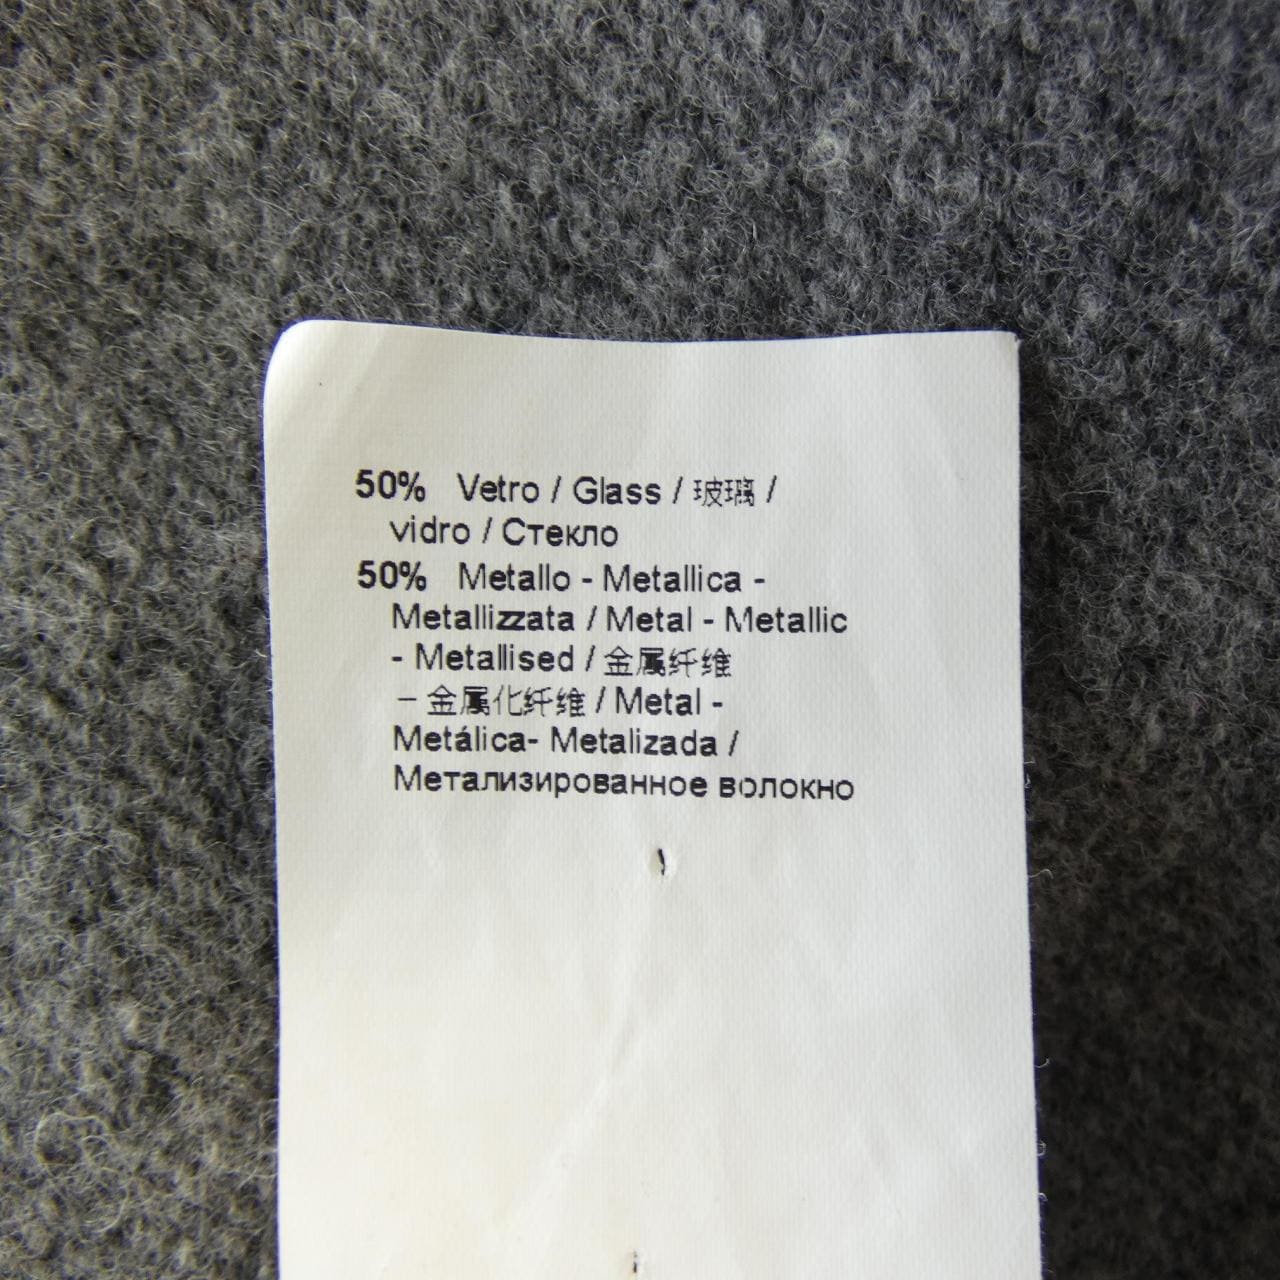 50% Vetro / Glass / 玻璃 /
vidro / Стекло
50% Metallo - Metallica -
Metallizzata / Metal - Metallic
- Metallised / 金属纤维
– 金属化纤维 / Metal -
Metálica- Metalizada /
Метализированное волокно